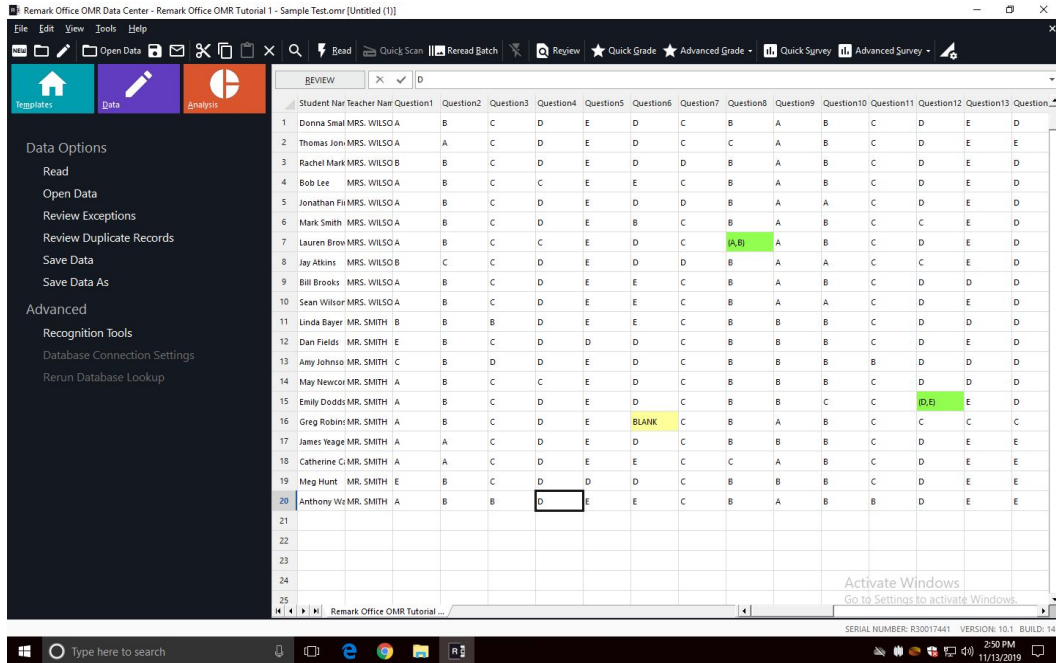 Remark Office OMR Data Center - Remark Office OMR Tutorial 1 - Sample Test.omr [Untitled (1)]
File Edit View Tools Help
NEW Open Data Read Quick Scan Reread Batch Review Quick Grade Advanced Grade Quick Survey Advanced Survey
Templates Data Analysis
REVIEW D
Student Nar Teacher Nam Question1 Question2 Question3 Question4 Question5 Question6 Question7 Question8 Question9 Question10 Question11 Question12 Question13 Question
1 Donna Smal MRS. WILSO A B C D E D C B A B C D E D
2 Thomas Jon MRS. WILSO A A C D E D C C A B C D E E
3 Rachel Mark MRS. WILSO B B C D E D D B A B C D E D
4 Bob Lee MRS. WILSO A B C C E E C B A B C D E D
5 Jonathan Fi MRS. WILSO A B C D E D D B A A C D E D
6 Mark Smith MRS. WILSO A B C D E B C B A B C C E D
7 Lauren Brow MRS. WILSO A B C C E D C (A,B) A B C D E D
8 Jay Atkins MRS. WILSO B C C D E D D B A A C C E D
9 Bill Brooks MRS. WILSO A B C D E E C B A B C D D D
10 Sean Wilsor MRS. WILSO A B C D E E C B A A C D E D
11 Linda Bayer MR. SMITH B B B D E E C B B B C D D D
12 Dan Fields MR. SMITH E B C D D D C B B B C D E D
13 Amy Johnso MR. SMITH C B D D E D C B B B B D D D
14 May Newcor MR. SMITH A B C C E D C B B B C D D D
15 Emily Dodds MR. SMITH A B C D E D C B B C C (D,E) E D
16 Greg Robins MR. SMITH A B C D E BLANK C B A B C C C C
17 James Yeage MR. SMITH A A C D E D C B B B C D E E
18 Catherine C MR. SMITH A A C D E E C C A B C D E E
19 Meg Hunt MR. SMITH E B C D D D C B B B C D E E
20 Anthony Wa MR. SMITH A B B D E E C B A B B D E E
21
22
23
24
25
Data Options
Read
Open Data
Review Exceptions
Review Duplicate Records
Save Data
Save Data As
Advanced
Recognition Tools
Database Connection Settings
Rerun Database Lookup
Remark Office OMR Tutorial ...
Activate Windows
Go to Settings to activate Windows.
SERIAL NUMBER: R30017441 VERSION: 10.1 BUILD: 14
Type here to search
2:50 PM
11/13/2019